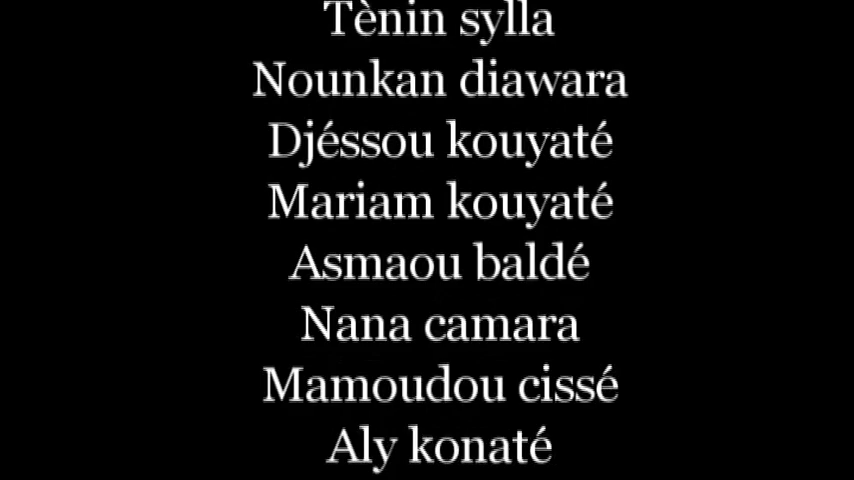 Tènin sylla
Nounkan diawara
Djéssou kouyaté
Mariam kouyaté
Asmaou baldé
Nana camara
Mamoudou cissé
Aly konaté